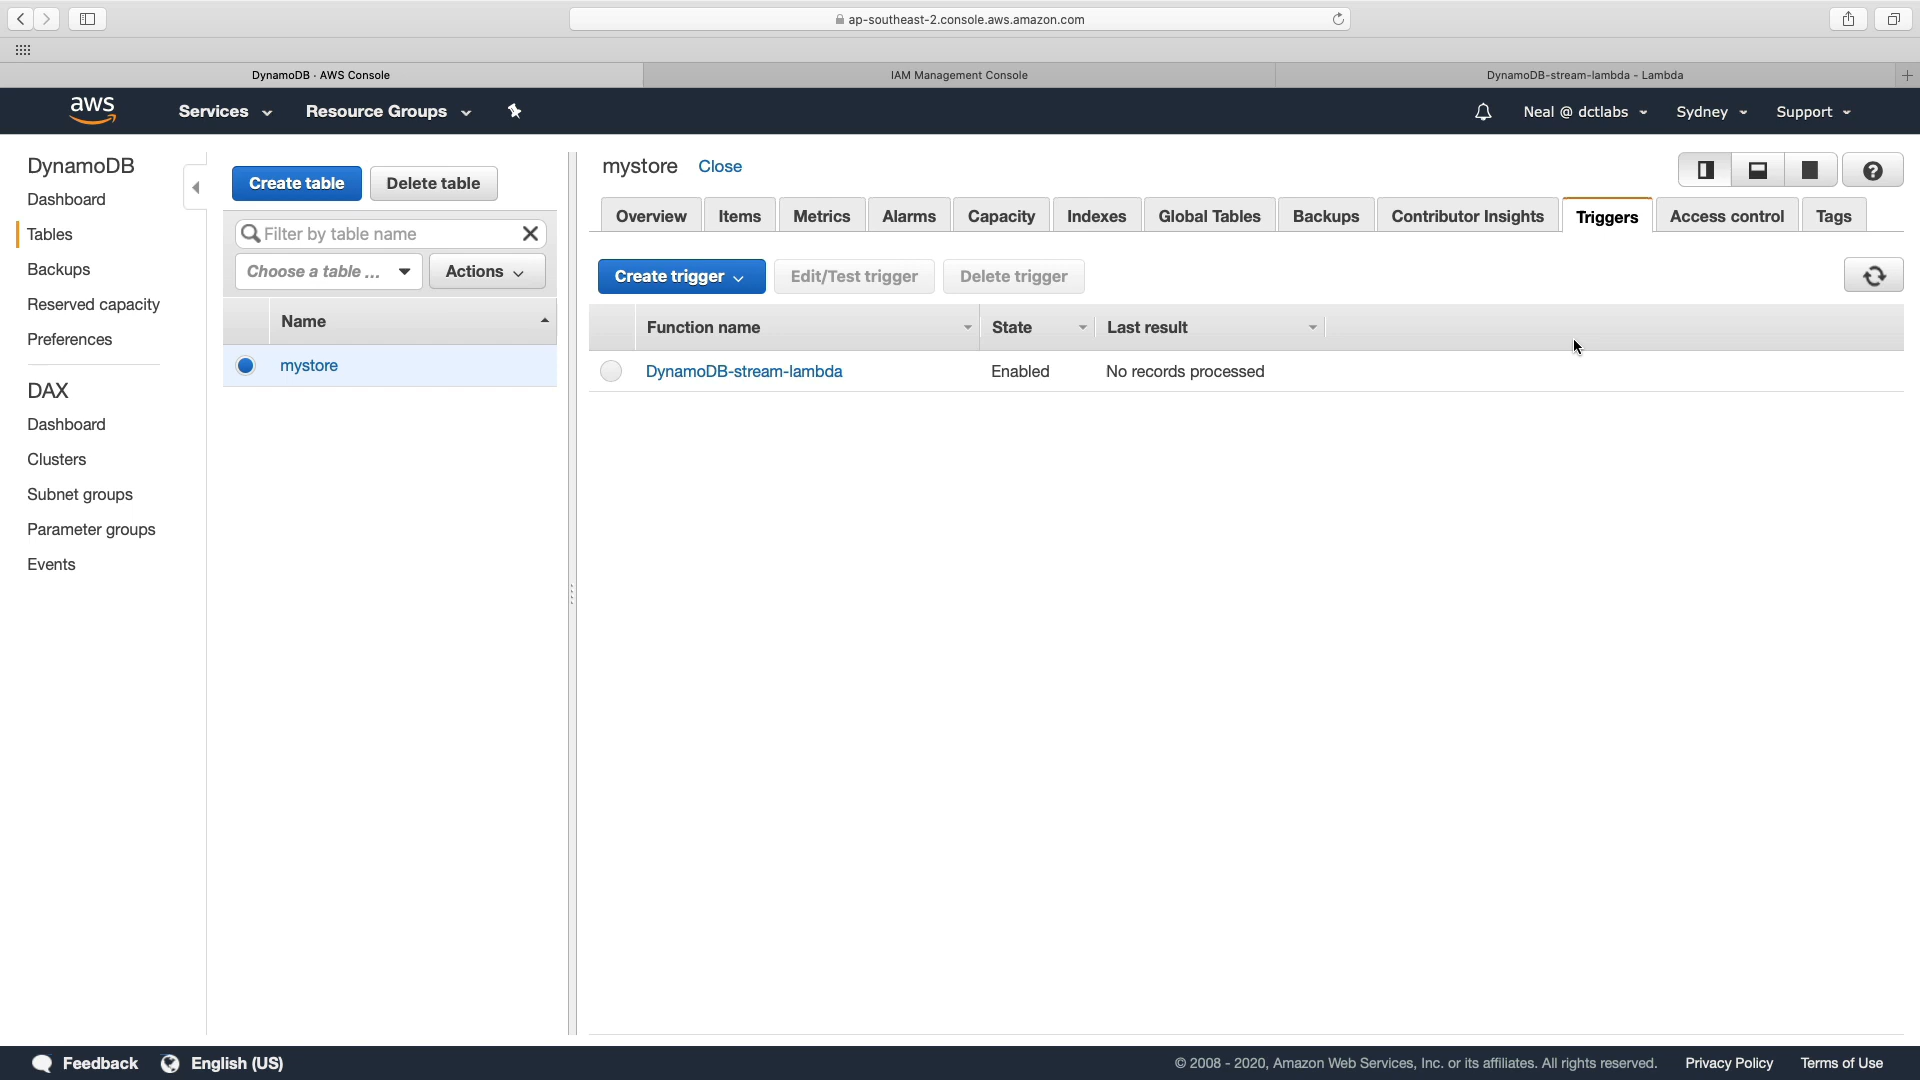 ap-southeast-2.console.aws.amazon.com
DynamoDB · AWS Console
IAM Management Console
DynamoDB-stream-lambda - Lambda
aws
Services
Resource Groups
Neal @ dctlabs
Sydney
Support
DynamoDB
Dashboard
Tables
Backups
Reserved capacity
Preferences
DAX
Dashboard
Clusters
Subnet groups
Parameter groups
Events
Create table
Delete table
Filter by table name
Choose a table ...
Actions
Name
mystore
mystore
Close
Overview
Items
Metrics
Alarms
Capacity
Indexes
Global Tables
Backups
Contributor Insights
Triggers
Access control
Tags
Create trigger
Edit/Test trigger
Delete trigger
Function name
State
Last result
DynamoDB-stream-lambda
Enabled
No records processed
Feedback
English (US)
© 2008 - 2020, Amazon Web Services, Inc. or its affiliates. All rights reserved.
Privacy Policy
Terms of Use